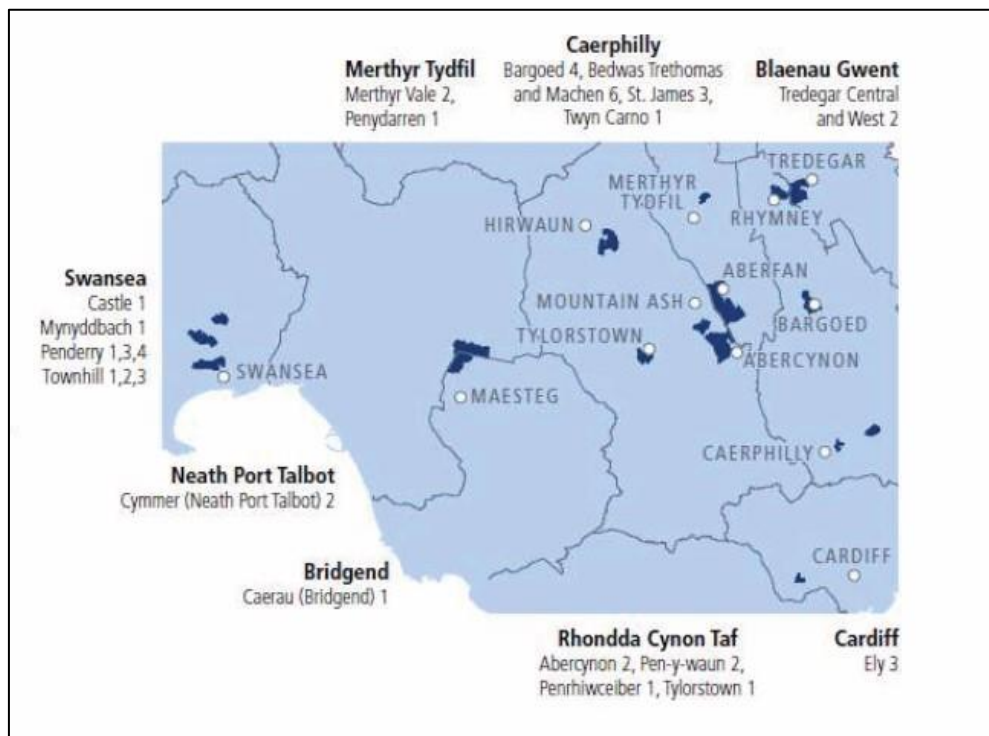 Caerphilly
Bargoed 4, Bedwas Trethomas
and Machen 6, St. James 3,
Twyn Carno 1
Merthyr Tydfil
Merthyr Vale 2,
Penydarren 1
Blaenau Gwent
Tredegar Central
and West 2
TREDEGAR
MERTHYR
TYDFIL
RHYMNEY
HIRWAUN
ABERFAN
MOUNTAIN ASH
BARGOED
TYLORSTOWN
ABERCYNON
Swansea
Castle 1
Mynyddbach 1
Penderry 1,3,4
Townhill 1,2,3
SWANSEA
MAESTEG
CAERPHILLY
Neath Port Talbot
Cymmer (Neath Port Talbot) 2
Bridgend
Caerau (Bridgend) 1
CARDIFF
Rhondda Cynon Taf
Abercynon 2, Pen-y-waun 2,
Penrhiwceiber 1, Tylorstown 1
Cardiff
Ely 3